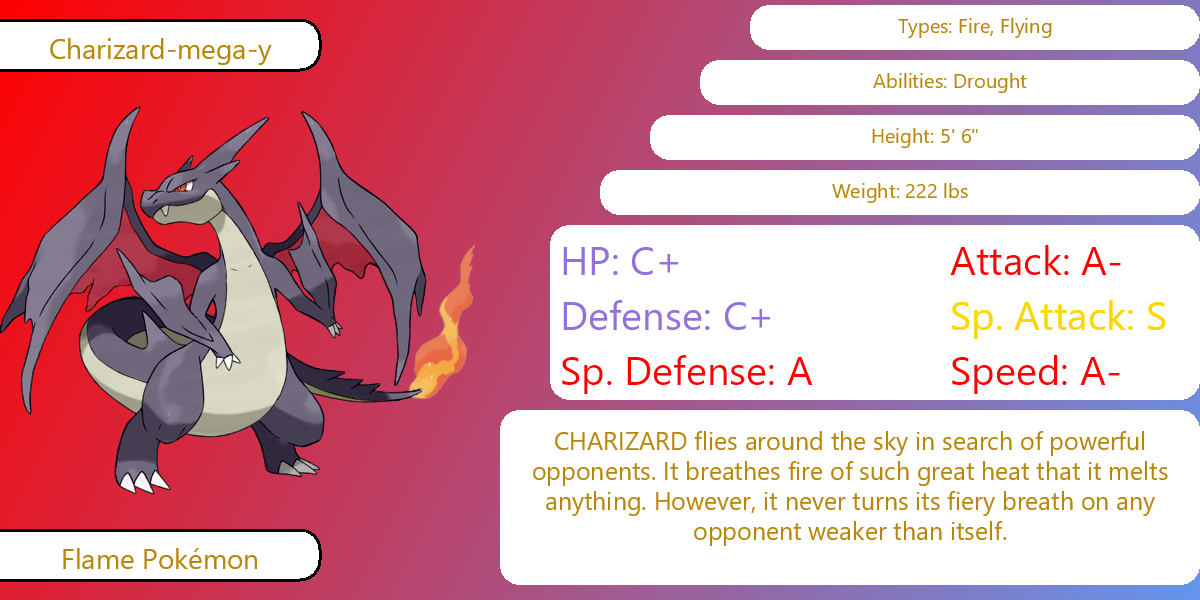 Charizard-mega-y
Types: Fire, Flying
Abilities: Drought
Height: 5' 6"
Weight: 222 lbs
HP: C+
Attack: A-
Defense: C+
Sp. Attack: S
Sp. Defense: A
Speed: A-
CHARIZARD flies around the sky in search of powerful
opponents. It breathes fire of such great heat that it melts
anything. However, it never turns its fiery breath on any
opponent weaker than itself.
Flame Pokémon